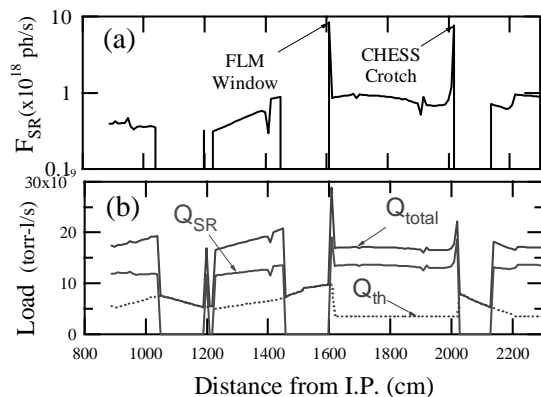 (a)
10
1
0.1
F_SR(x10^18 ph/s)
FLM
Window
CHESS
Crotch
30x10^-9
20
10
0
Load (torr-l/s)
(b)
Q_SR
Q_total
Q_th
800 1000 1200 1400 1600 1800 2000 2200
Distance from I.P. (cm)